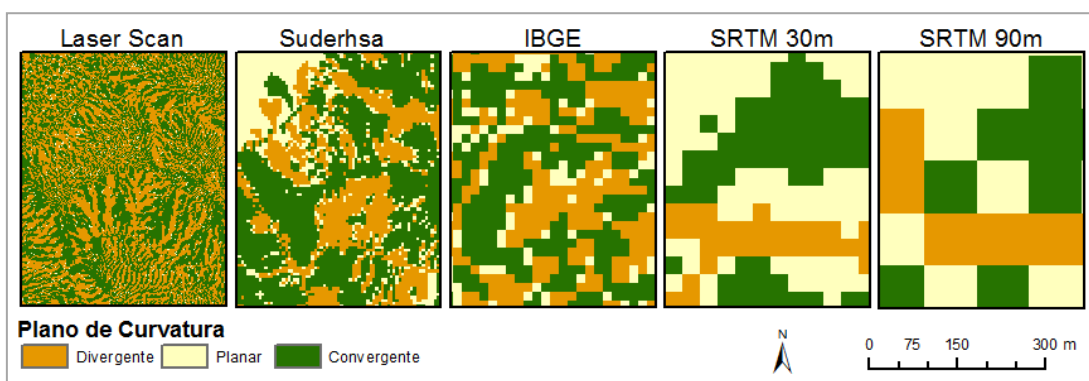 Laser Scan Suderhsa IBGE SRTM 30m SRTM 90m
Plano de Curvatura
Divergente Planar Convergente
N
0 75 150 300 m